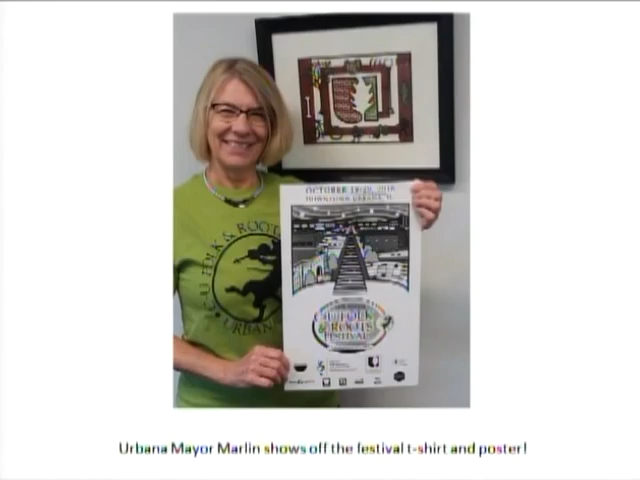 OCTOBER 18-20, 2018
DOWNTOWN URBANA, IL
C-U FOLK & ROOTS
URBANA
C-U FOLK
& ROOTS
FESTIVAL
Urbana Mayor Marlin shows off the festival t-shirt and poster!